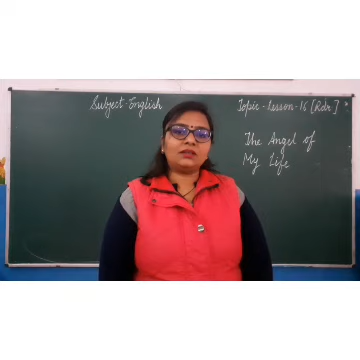 Subject-English
Topic-Lesson-16 [Rdr]
The Angel of
My Life